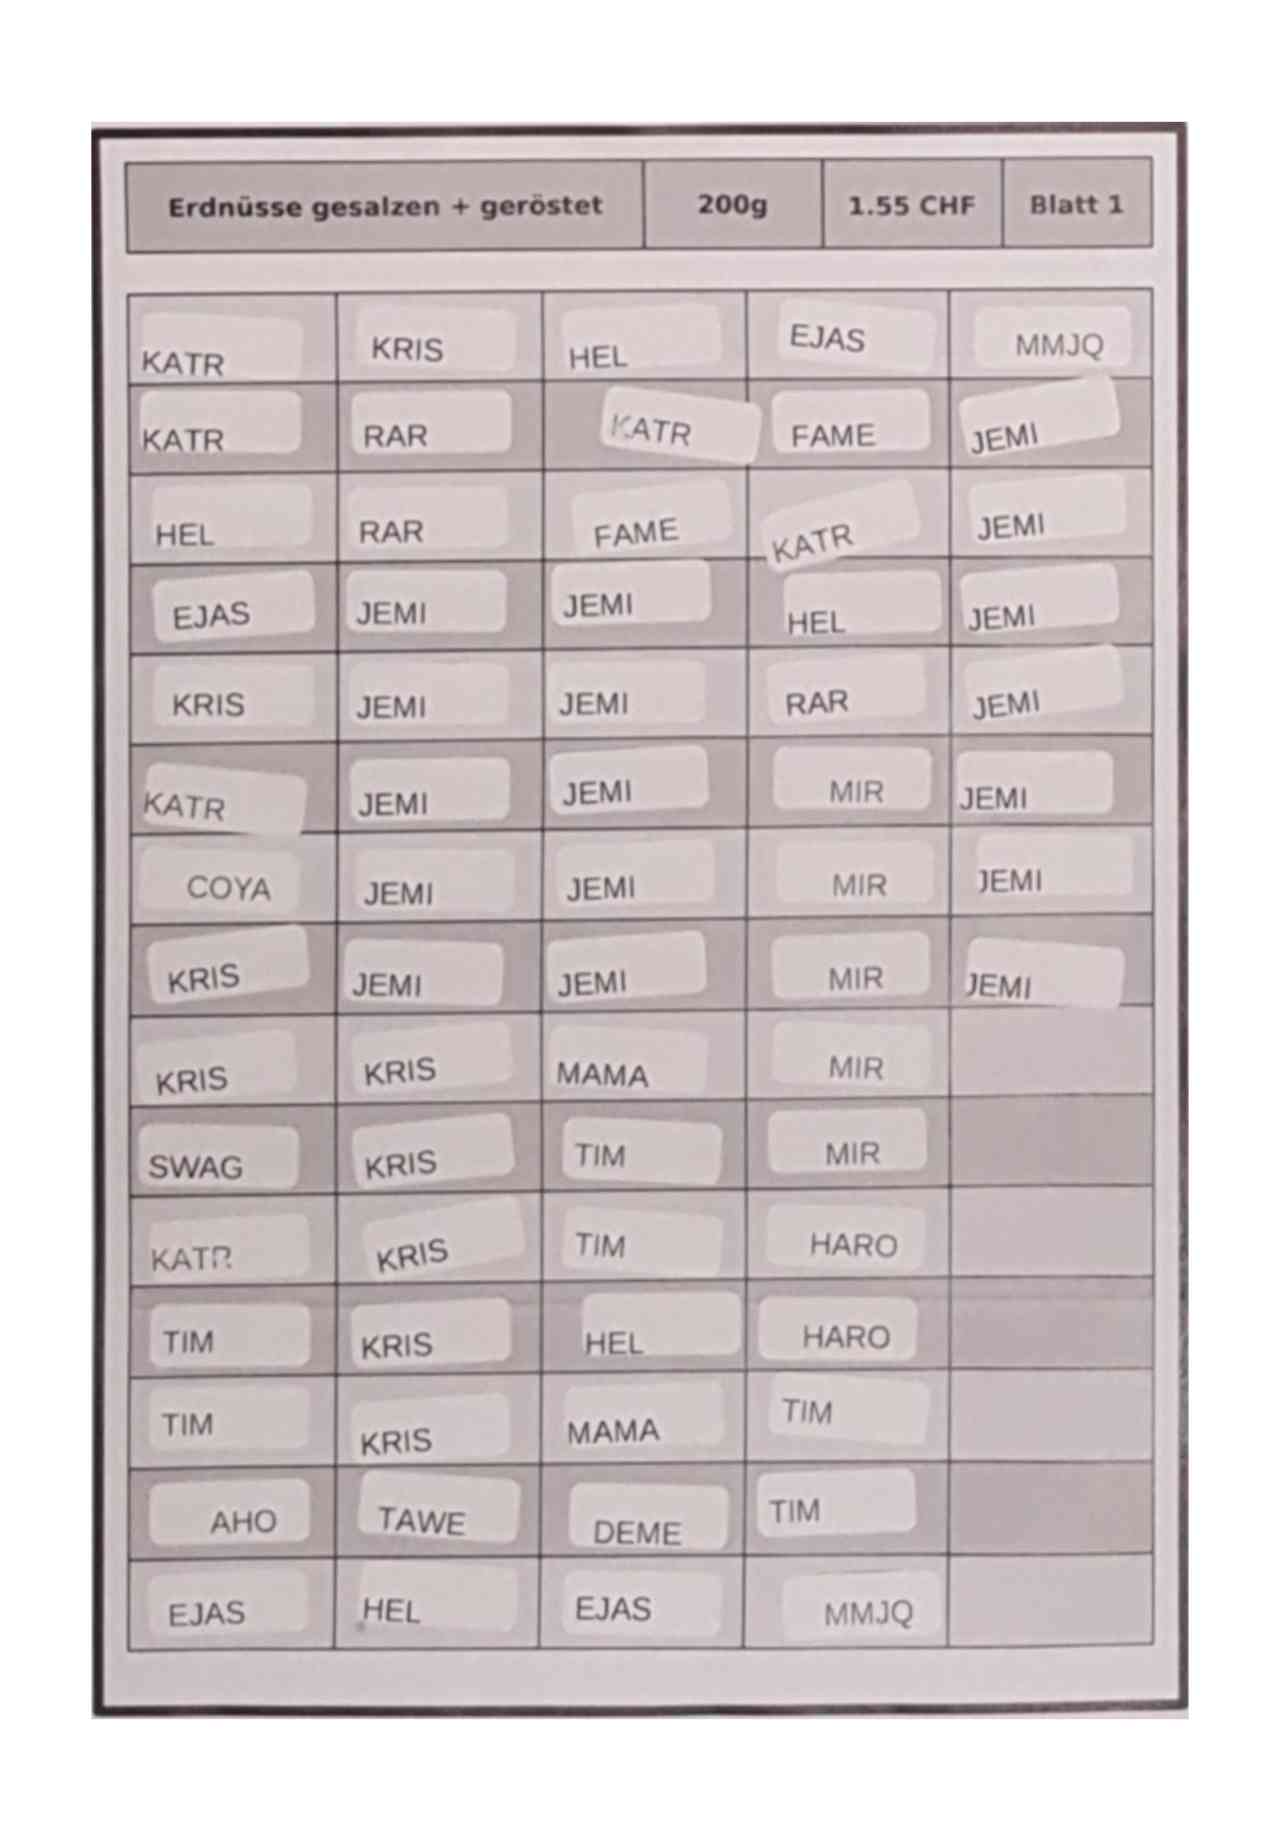 Erdnüsse gesalzen + geröstet 200g 1.55 CHF Blatt 1
KATR KRIS HEL EJAS MMJQ
KATR RAR KATR FAME JEMI
HEL RAR FAME KATR JEMI
EJAS JEMI JEMI HEL JEMI
KRIS JEMI JEMI RAR JEMI
KATR JEMI JEMI MIR JEMI
COYA JEMI JEMI MIR JEMI
KRIS JEMI JEMI MIR JEMI
KRIS KRIS MAMA MIR
SWAG KRIS TIM MIR
KATR KRIS TIM HARO
TIM KRIS HEL HARO
TIM KRIS MAMA TIM
AHO TAWE DEME TIM
EJAS HEL EJAS MMJQ